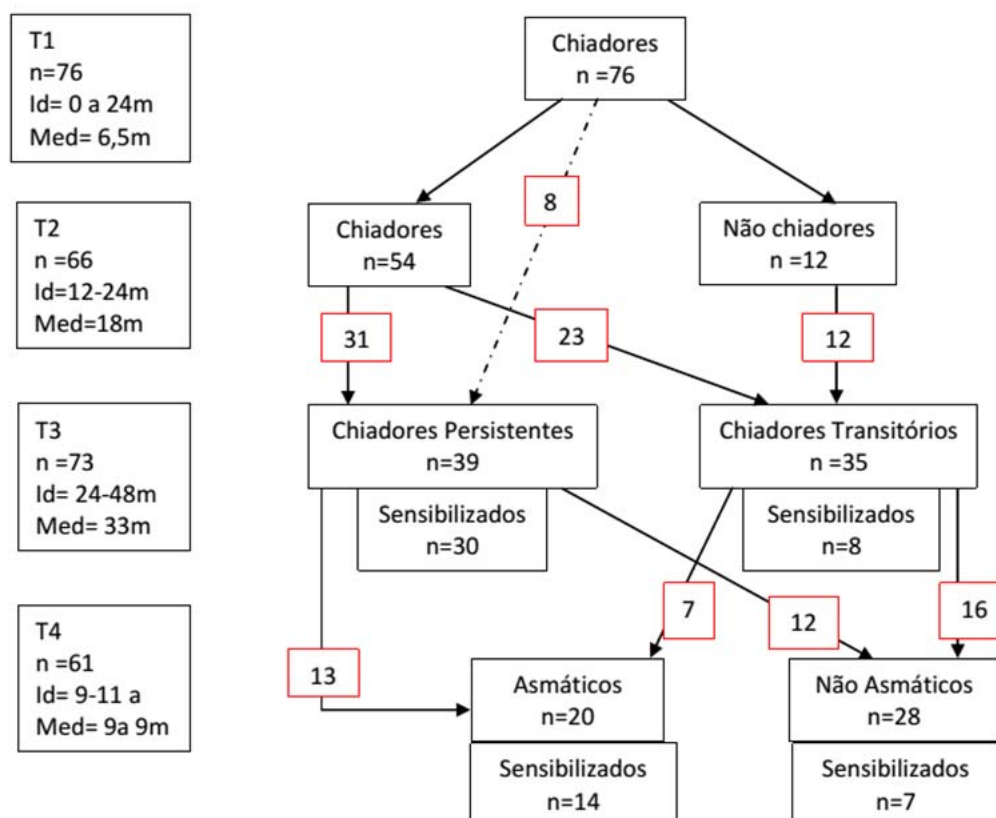 T1
n=76
Id= 0 a 24m
Med= 6,5m
Chiadores
n =76
8
T2
n =66
Id=12-24m
Med=18m
Chiadores
n=54
Não chiadores
n =12
31
23
12
T3
n =73
Id= 24-48m
Med= 33m
Chiadores Persistentes
n=39
Chiadores Transitórios
n =35
Sensibilizados
n=30
Sensibilizados
n=8
7
12
16
13
T4
n =61
Id= 9-11 a
Med= 9a 9m
Asmáticos
n=20
Não Asmáticos
n=28
Sensibilizados
n=14
Sensibilizados
n=7